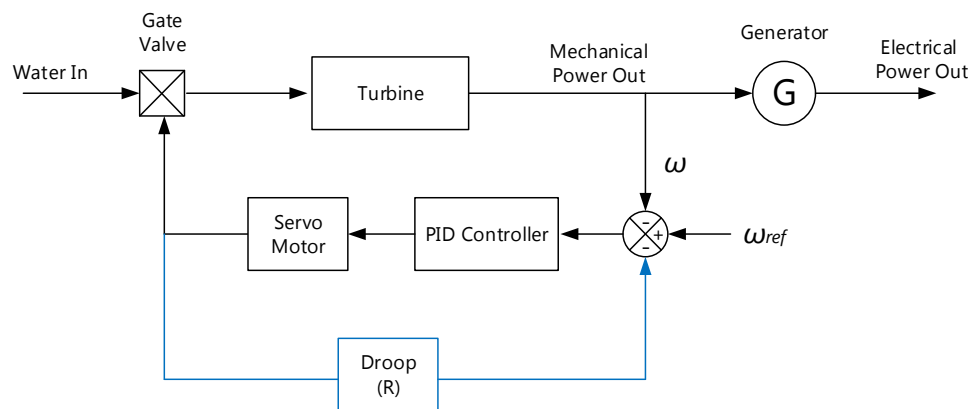 Gate
Valve
Generator
Water In
Mechanical
Power Out
Electrical
Power Out
Turbine
G
ω
Servo
Motor
PID Controller
-
+
-
ωref
Droop
(R)